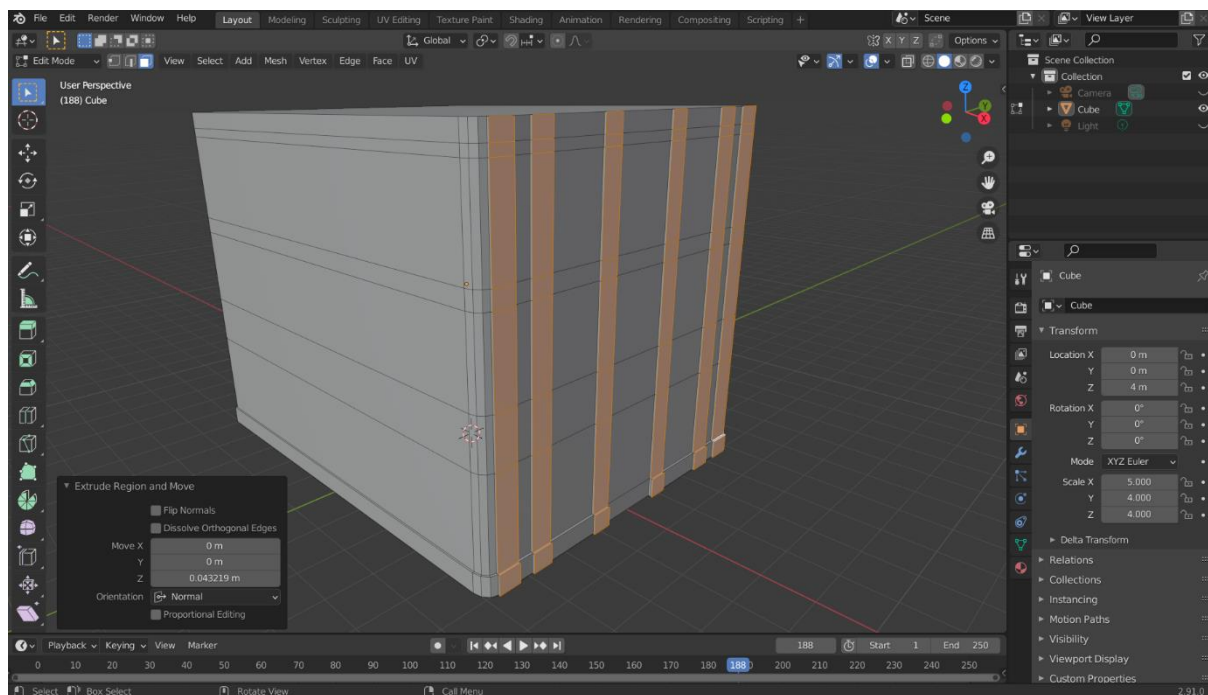 File Edit Render Window Help Layout Modeling Sculpting UV Editing Texture Paint Shading Animation Rendering Compositing Scripting + Scene View Layer
Global X Y Z Options
Edit Mode View Select Add Mesh Vertex Edge Face UV
Scene Collection
Collection
Camera
Cube
Light
User Perspective
(188) Cube
Z
Y
X
Cube
Cube
Transform
Location X 0 m
Y 0 m
Z 4 m
Rotation X 0°
Y 0°
Z 0°
Mode XYZ Euler
Scale X 5.000
Y 4.000
Z 4.000
Delta Transform
Relations
Collections
Instancing
Motion Paths
Visibility
Viewport Display
Custom Properties
Extrude Region and Move
Flip Normals
Dissolve Orthogonal Edges
Move X 0 m
Y 0 m
Z 0.043219 m
Orientation Normal
Proportional Editing
Playback Keying View Marker 188 Start 1 End 250
0 10 20 30 40 50 60 70 80 90 100 110 120 130 140 150 160 170 188 200 210 220 230 240 250
Select Box Select Rotate View Call Menu 2.91.0